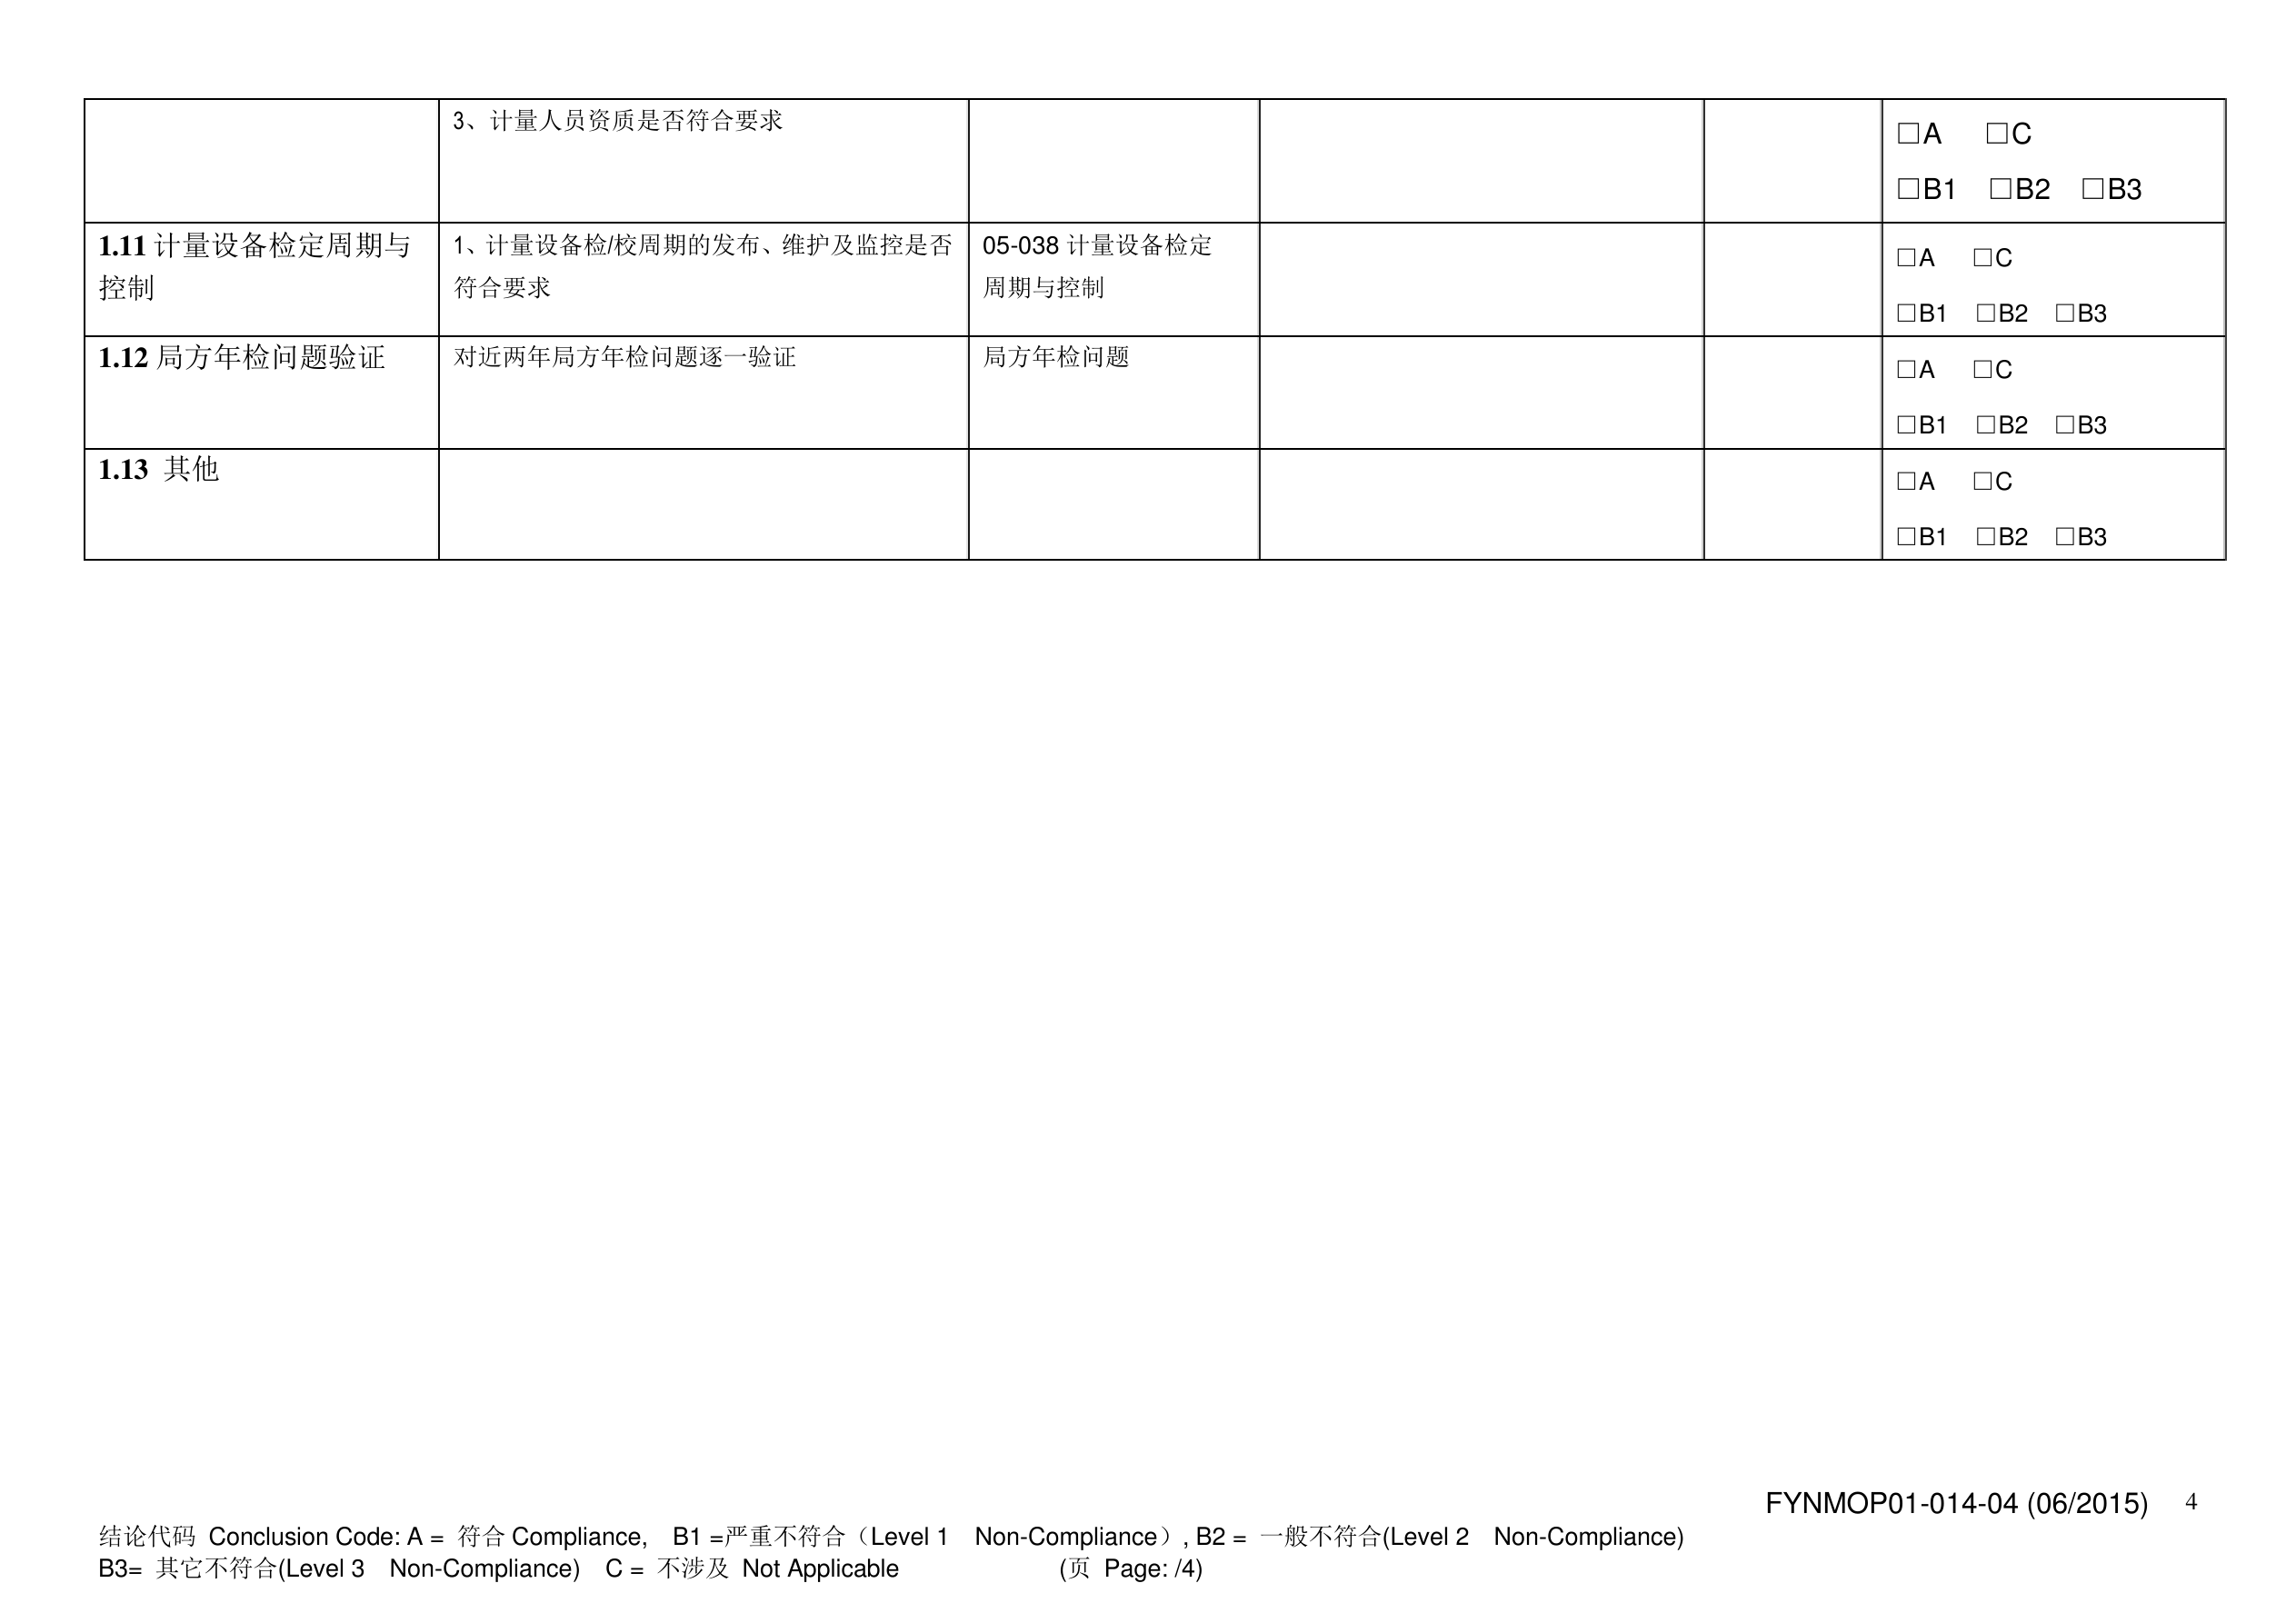 3、计量人员资质是否符合要求
□A □C
□B1 □B2 □B3
1.11 计量设备检定周期与
控制
1、计量设备检/校周期的发布、维护及监控是否
符合要求
05-038 计量设备检定
周期与控制
□A □C
□B1 □B2 □B3
1.12 局方年检问题验证
对近两年局方年检问题逐一验证
局方年检问题
□A □C
□B1 □B2 □B3
1.13 其他
□A □C
□B1 □B2 □B3
FYNMOP01-014-04 (06/2015) 4
结论代码 Conclusion Code: A = 符合 Compliance, B1 =严重不符合（Level 1 Non-Compliance）, B2 = 一般不符合(Level 2 Non-Compliance)
B3= 其它不符合(Level 3 Non-Compliance) C = 不涉及 Not Applicable (页 Page: /4)